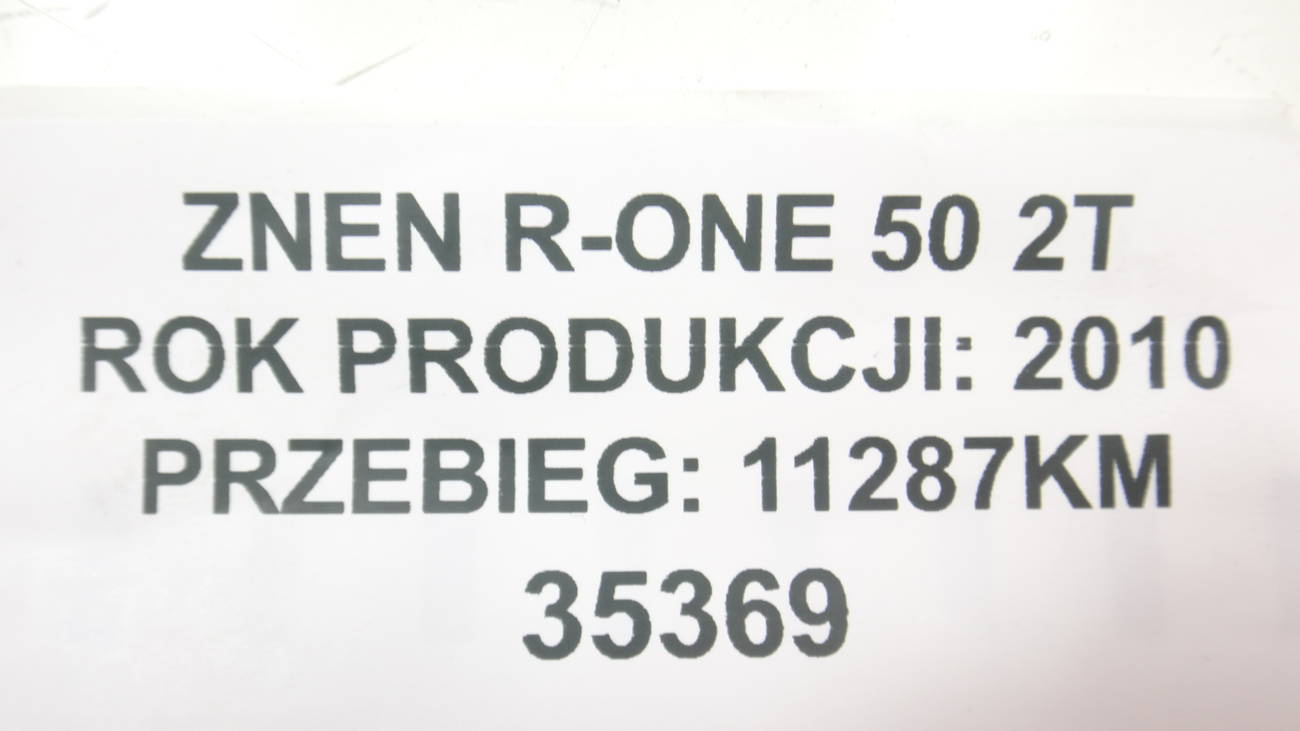 ZNEN R-ONE 50 2T
ROK PRODUKCJI: 2010
PRZEBIEG: 11287KM
35369